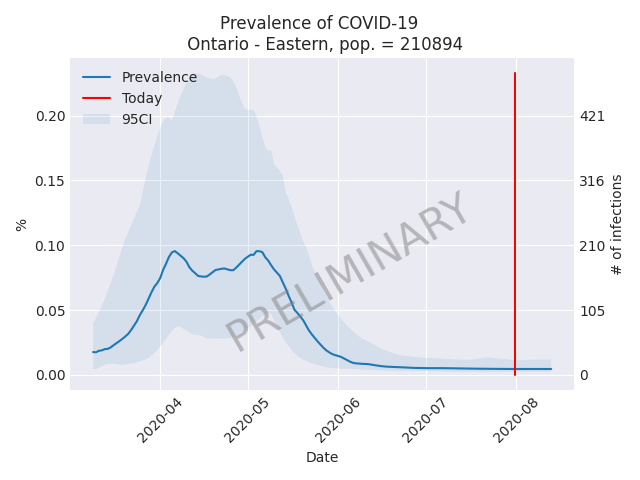 Prevalence of COVID-19
Ontario - Eastern, pop. = 210894
Prevalence
Today
95CI
0.20
0.15
0.10
0.05
0.00
%
421
316
210
105
0
# of infections
PRELIMINARY
2020-04
2020-05
2020-06
2020-07
2020-08
Date